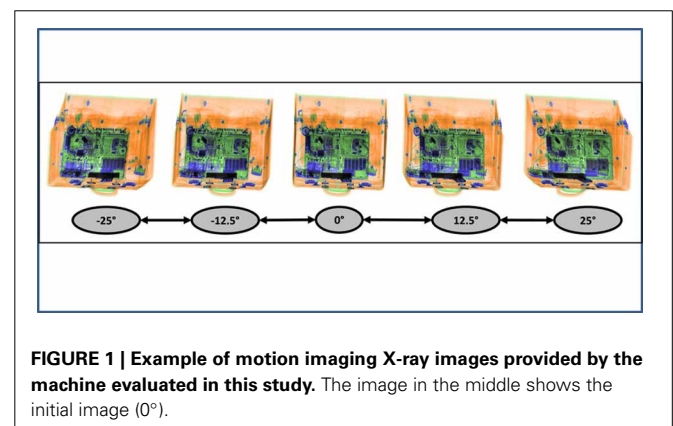 -25° -12.5° 0° 12.5° 25°
FIGURE 1 | Example of motion imaging X-ray images provided by the
machine evaluated in this study. The image in the middle shows the
initial image (0°).